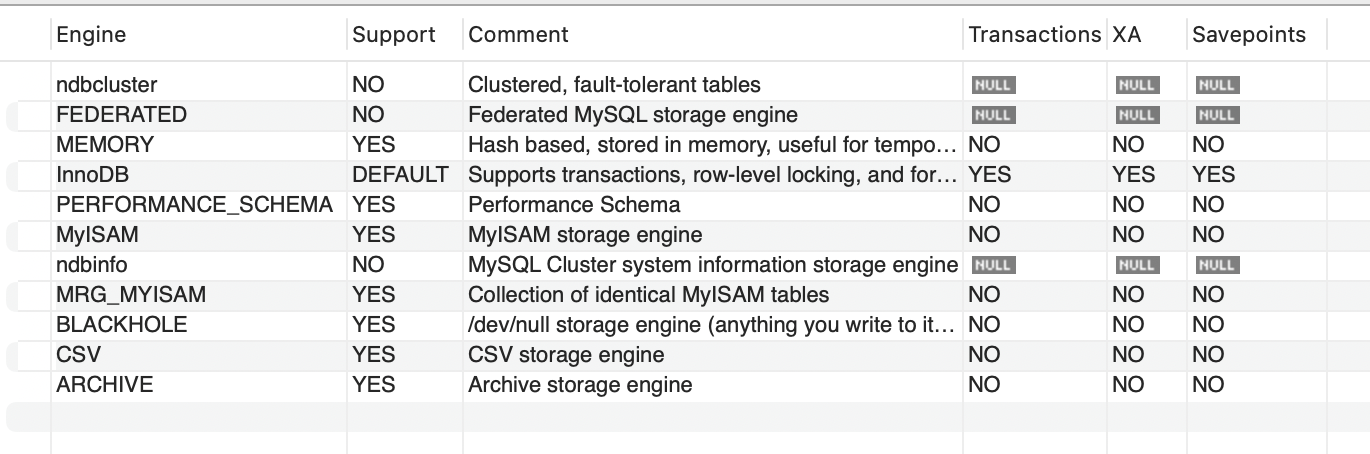 Engine Support Comment Transactions XA Savepoints
ndbcluster NO Clustered, fault-tolerant tables NULL NULL NULL
FEDERATED NO Federated MySQL storage engine NULL NULL NULL
MEMORY YES Hash based, stored in memory, useful for tempo... NO NO NO
InnoDB DEFAULT Supports transactions, row-level locking, and for... YES YES YES
PERFORMANCE_SCHEMA YES Performance Schema NO NO NO
MyISAM YES MyISAM storage engine NO NO NO
ndbinfo NO MySQL Cluster system information storage engine NULL NULL NULL
MRG_MYISAM YES Collection of identical MyISAM tables NO NO NO
BLACKHOLE YES /dev/null storage engine (anything you write to it... NO NO NO
CSV YES CSV storage engine NO NO NO
ARCHIVE YES Archive storage engine NO NO NO